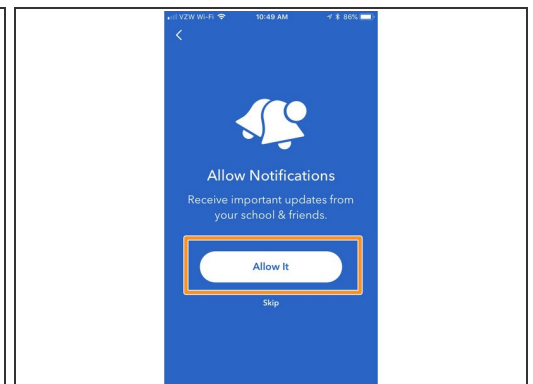 VZW Wi-Fi 10:49 AM 86%
Allow Notifications
Receive important updates from
your school & friends.
Allow It
Skip